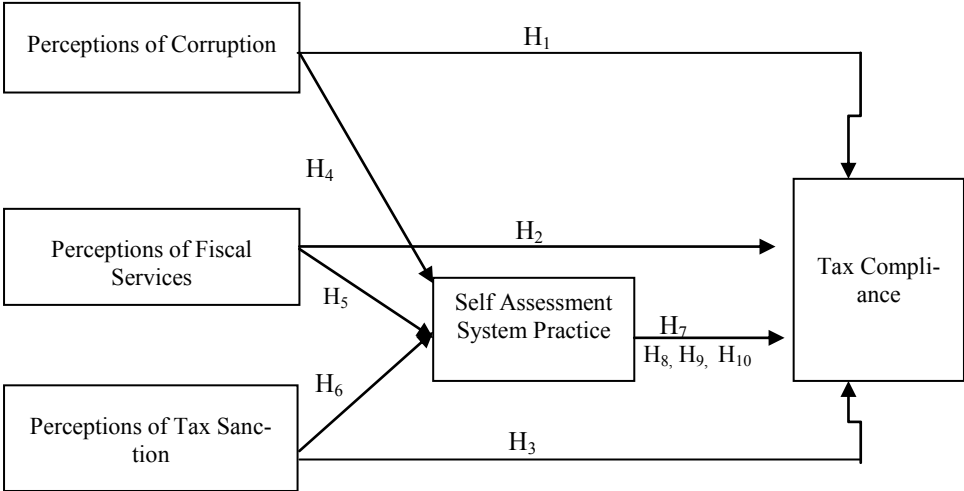 Perceptions of Corruption
H₁
H₄
Perceptions of Fiscal
Services
H₂
H₅
Self Assessment
System Practice
H₇
H₈, H₉, H₁₀
Tax Compli-
ance
H₆
Perceptions of Tax Sanc-
tion
H₃